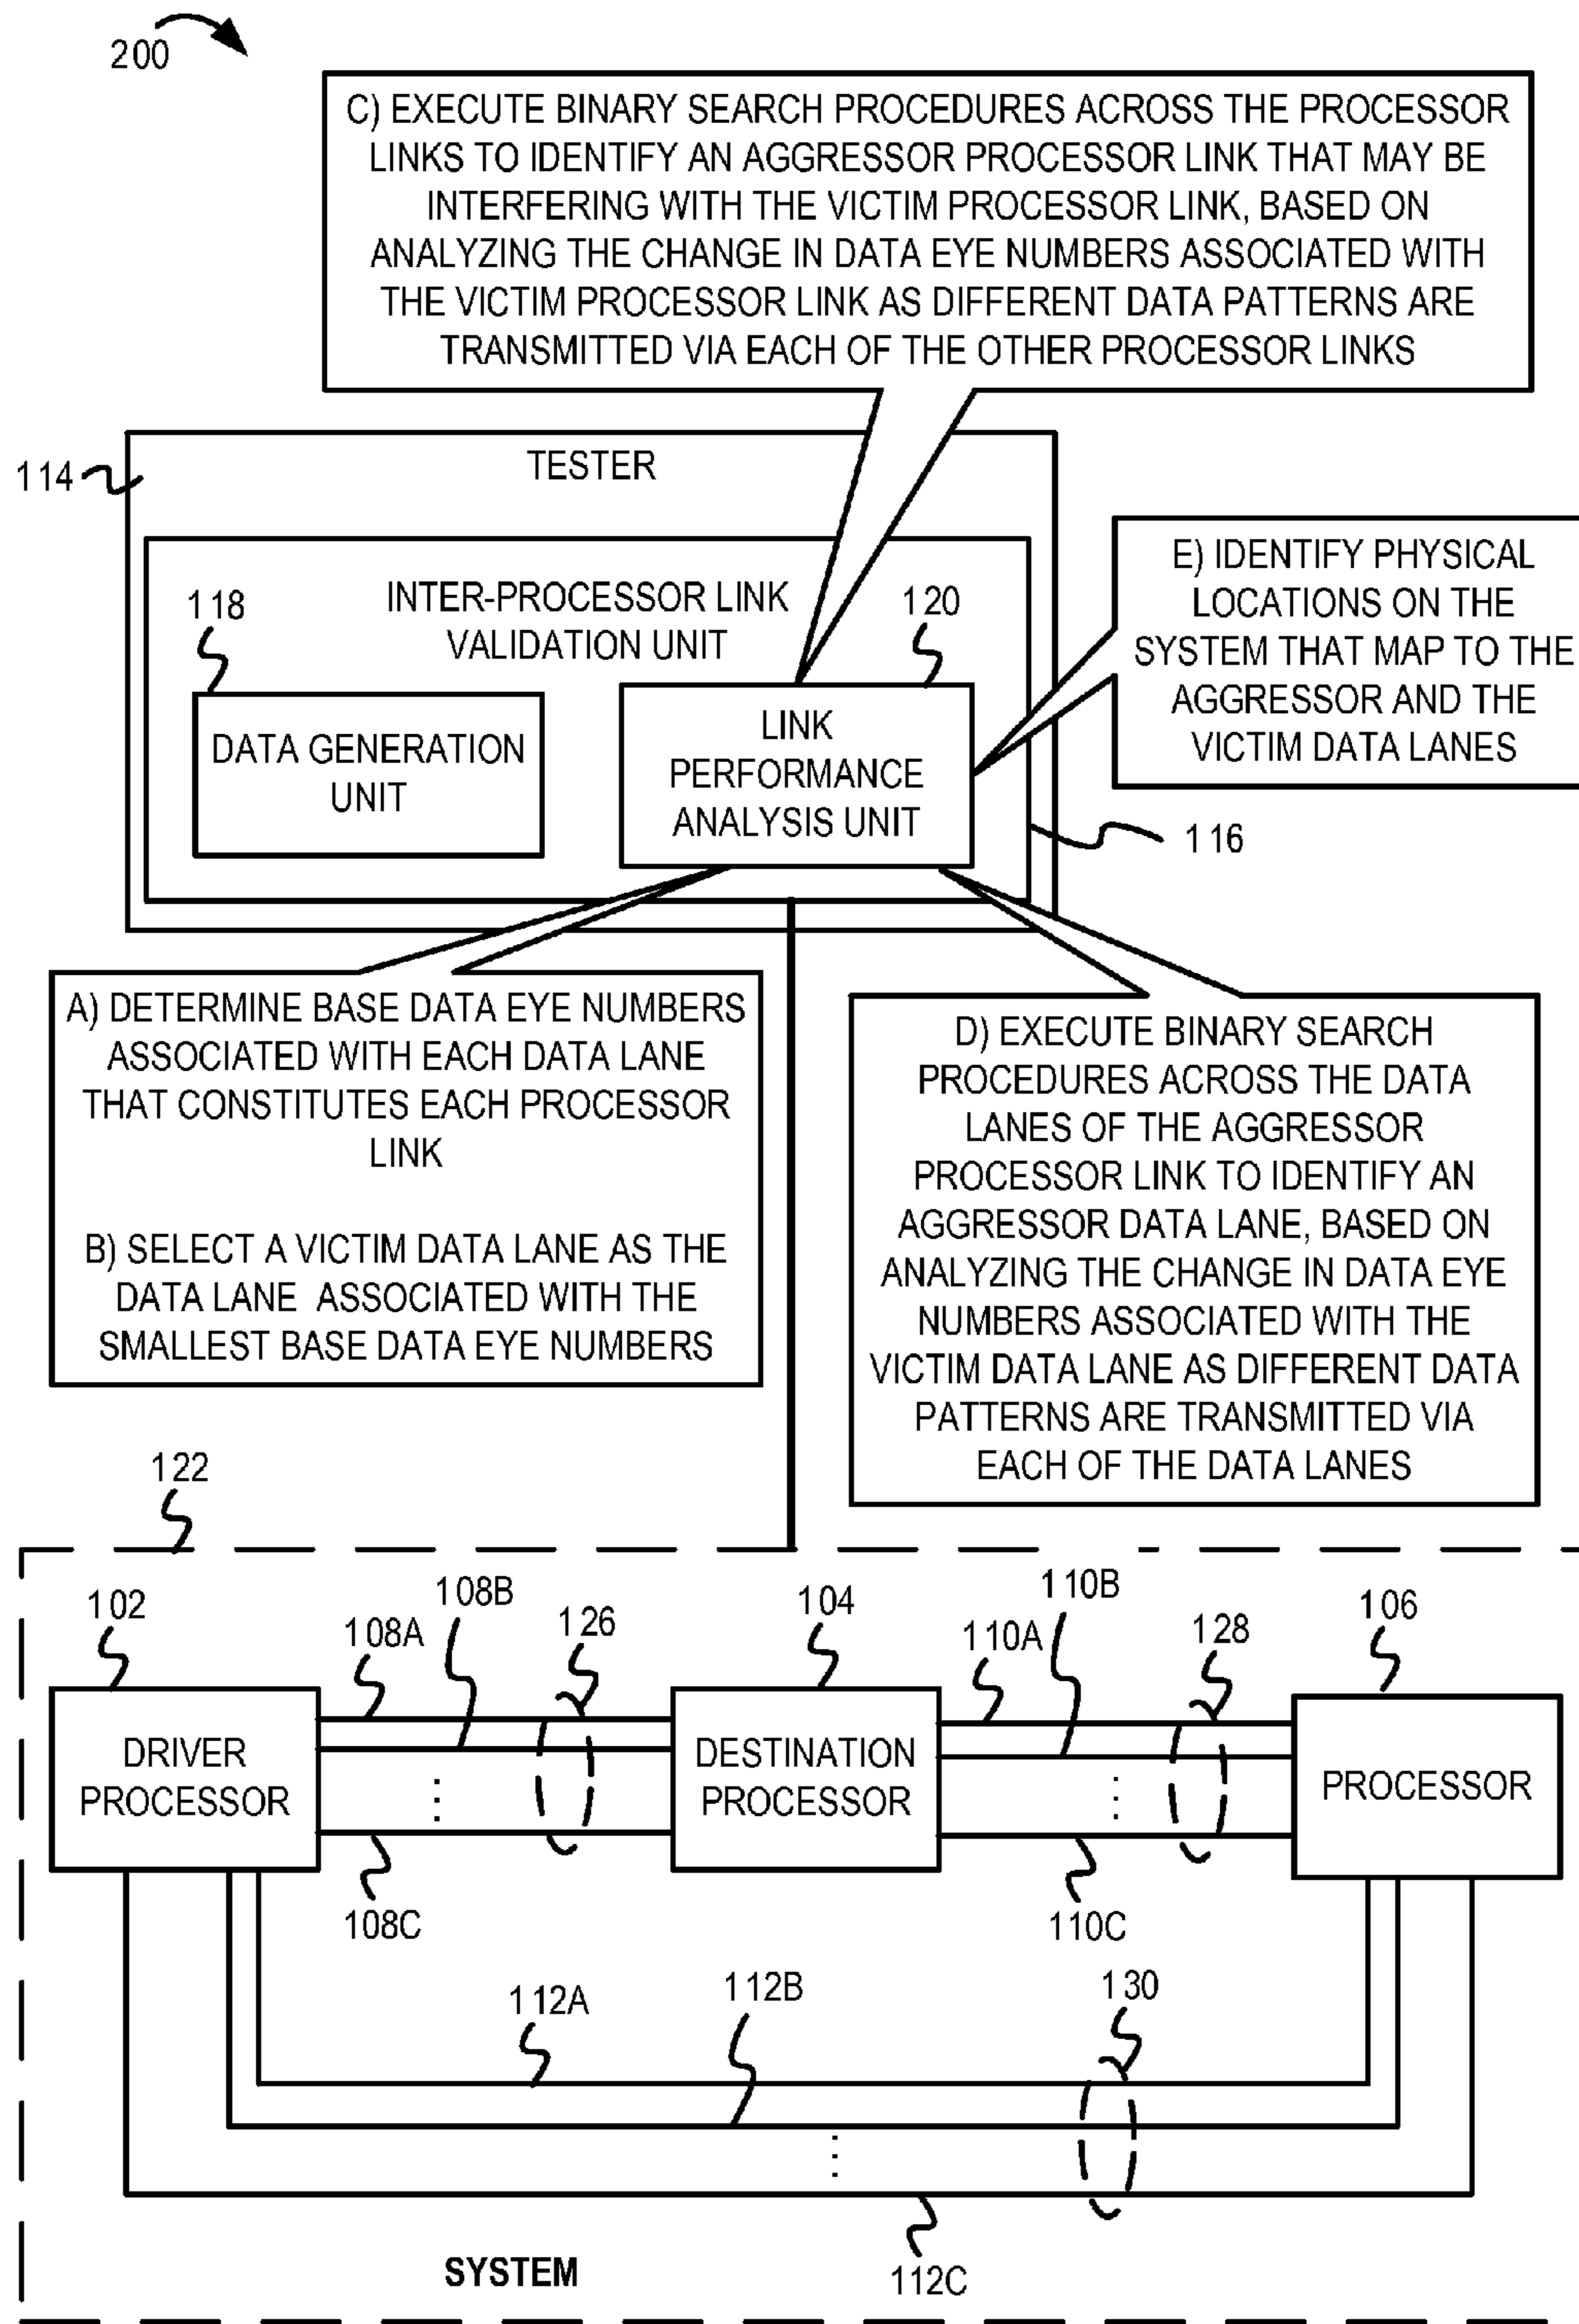 200
C) EXECUTE BINARY SEARCH PROCEDURES ACROSS THE PROCESSOR
LINKS TO IDENTIFY AN AGGRESSOR PROCESSOR LINK THAT MAY BE
INTERFERING WITH THE VICTIM PROCESSOR LINK, BASED ON
ANALYZING THE CHANGE IN DATA EYE NUMBERS ASSOCIATED WITH
THE VICTIM PROCESSOR LINK AS DIFFERENT DATA PATTERNS ARE
TRANSMITTED VIA EACH OF THE OTHER PROCESSOR LINKS
114
TESTER
INTER-PROCESSOR LINK
VALIDATION UNIT
118
120
DATA GENERATION
UNIT
LINK
PERFORMANCE
ANALYSIS UNIT
E) IDENTIFY PHYSICAL
LOCATIONS ON THE
SYSTEM THAT MAP TO THE
AGGRESSOR AND THE
VICTIM DATA LANES
116
A) DETERMINE BASE DATA EYE NUMBERS
ASSOCIATED WITH EACH DATA LANE
THAT CONSTITUTES EACH PROCESSOR
LINK
B) SELECT A VICTIM DATA LANE AS THE
DATA LANE ASSOCIATED WITH THE
SMALLEST BASE DATA EYE NUMBERS
D) EXECUTE BINARY SEARCH
PROCEDURES ACROSS THE DATA
LANES OF THE AGGRESSOR
PROCESSOR LINK TO IDENTIFY AN
AGGRESSOR DATA LANE, BASED ON
ANALYZING THE CHANGE IN DATA EYE
NUMBERS ASSOCIATED WITH THE
VICTIM DATA LANE AS DIFFERENT DATA
PATTERNS ARE TRANSMITTED VIA
EACH OF THE DATA LANES
122
102
108A
108B
126
104
110A
110B
128
106
DRIVER
PROCESSOR
DESTINATION
PROCESSOR
PROCESSOR
108C
110C
112A
112B
130
112C
SYSTEM